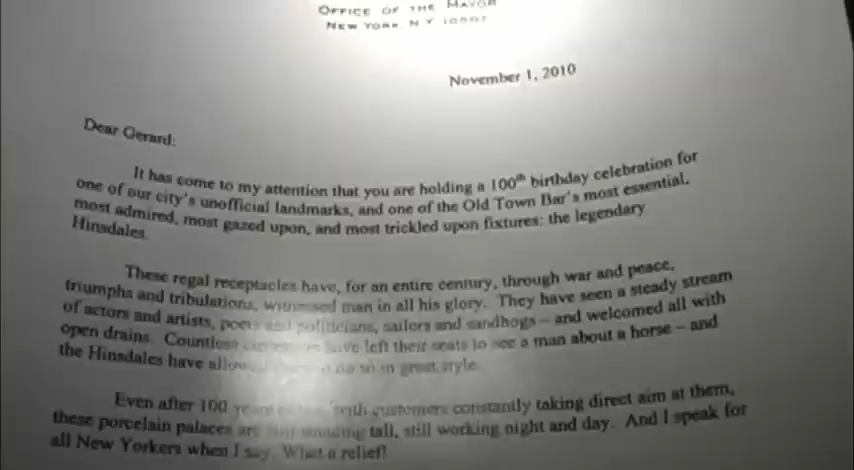 OFFICE OF THE MAYOR
NEW YORK, N Y 10007
November 1, 2010
Dear Gerard:
It has come to my attention that you are holding a 100th birthday celebration for
one of our city's unofficial landmarks, and one of the Old Town Bar's most essential,
most admired, most gazed upon, and most trickled upon fixtures: the legendary
Hinsdales.
These regal receptacles have, for an entire century, through war and peace,
triumphs and tribulations, witnessed man in all his glory. They have seen a steady stream
of actors and artists, poets and politicians, sailors and sandhogs – and welcomed all with
open drains. Countless have left their seats to see a man about a horse – and
the Hinsdales have allowed do so in great style.
Even after 100 years with customers constantly taking direct aim at them,
these porcelain palaces are standing tall, still working night and day. And I speak for
all New Yorkers when I say: What a relief!